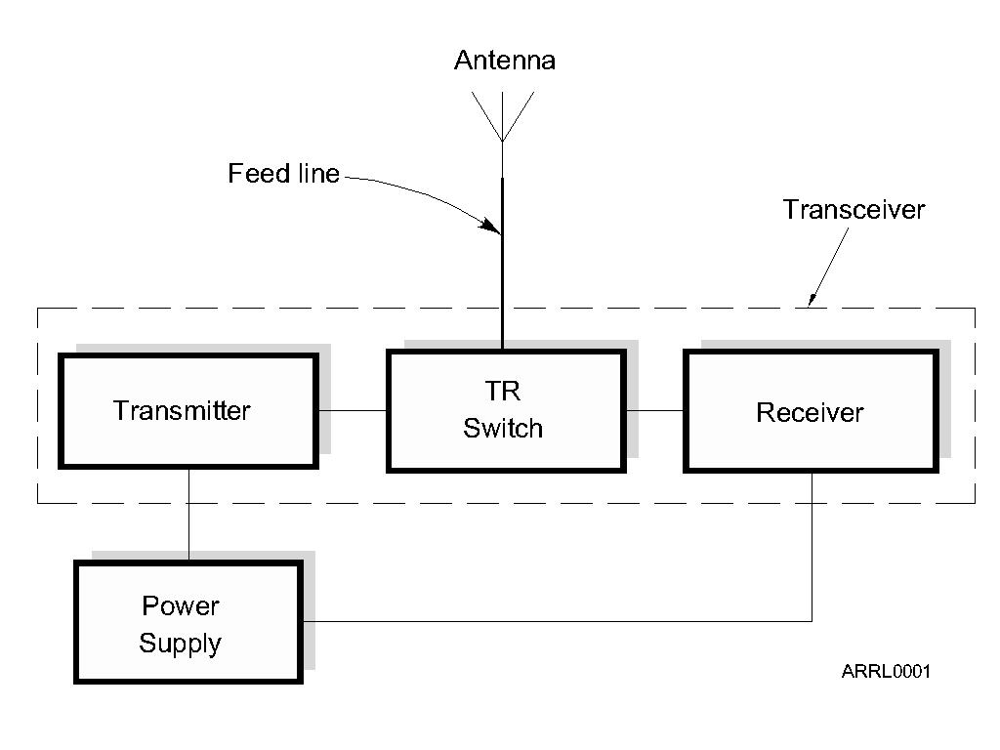 Antenna
Feed line
Transceiver
Transmitter
TR
Switch
Receiver
Power
Supply
ARRL0001